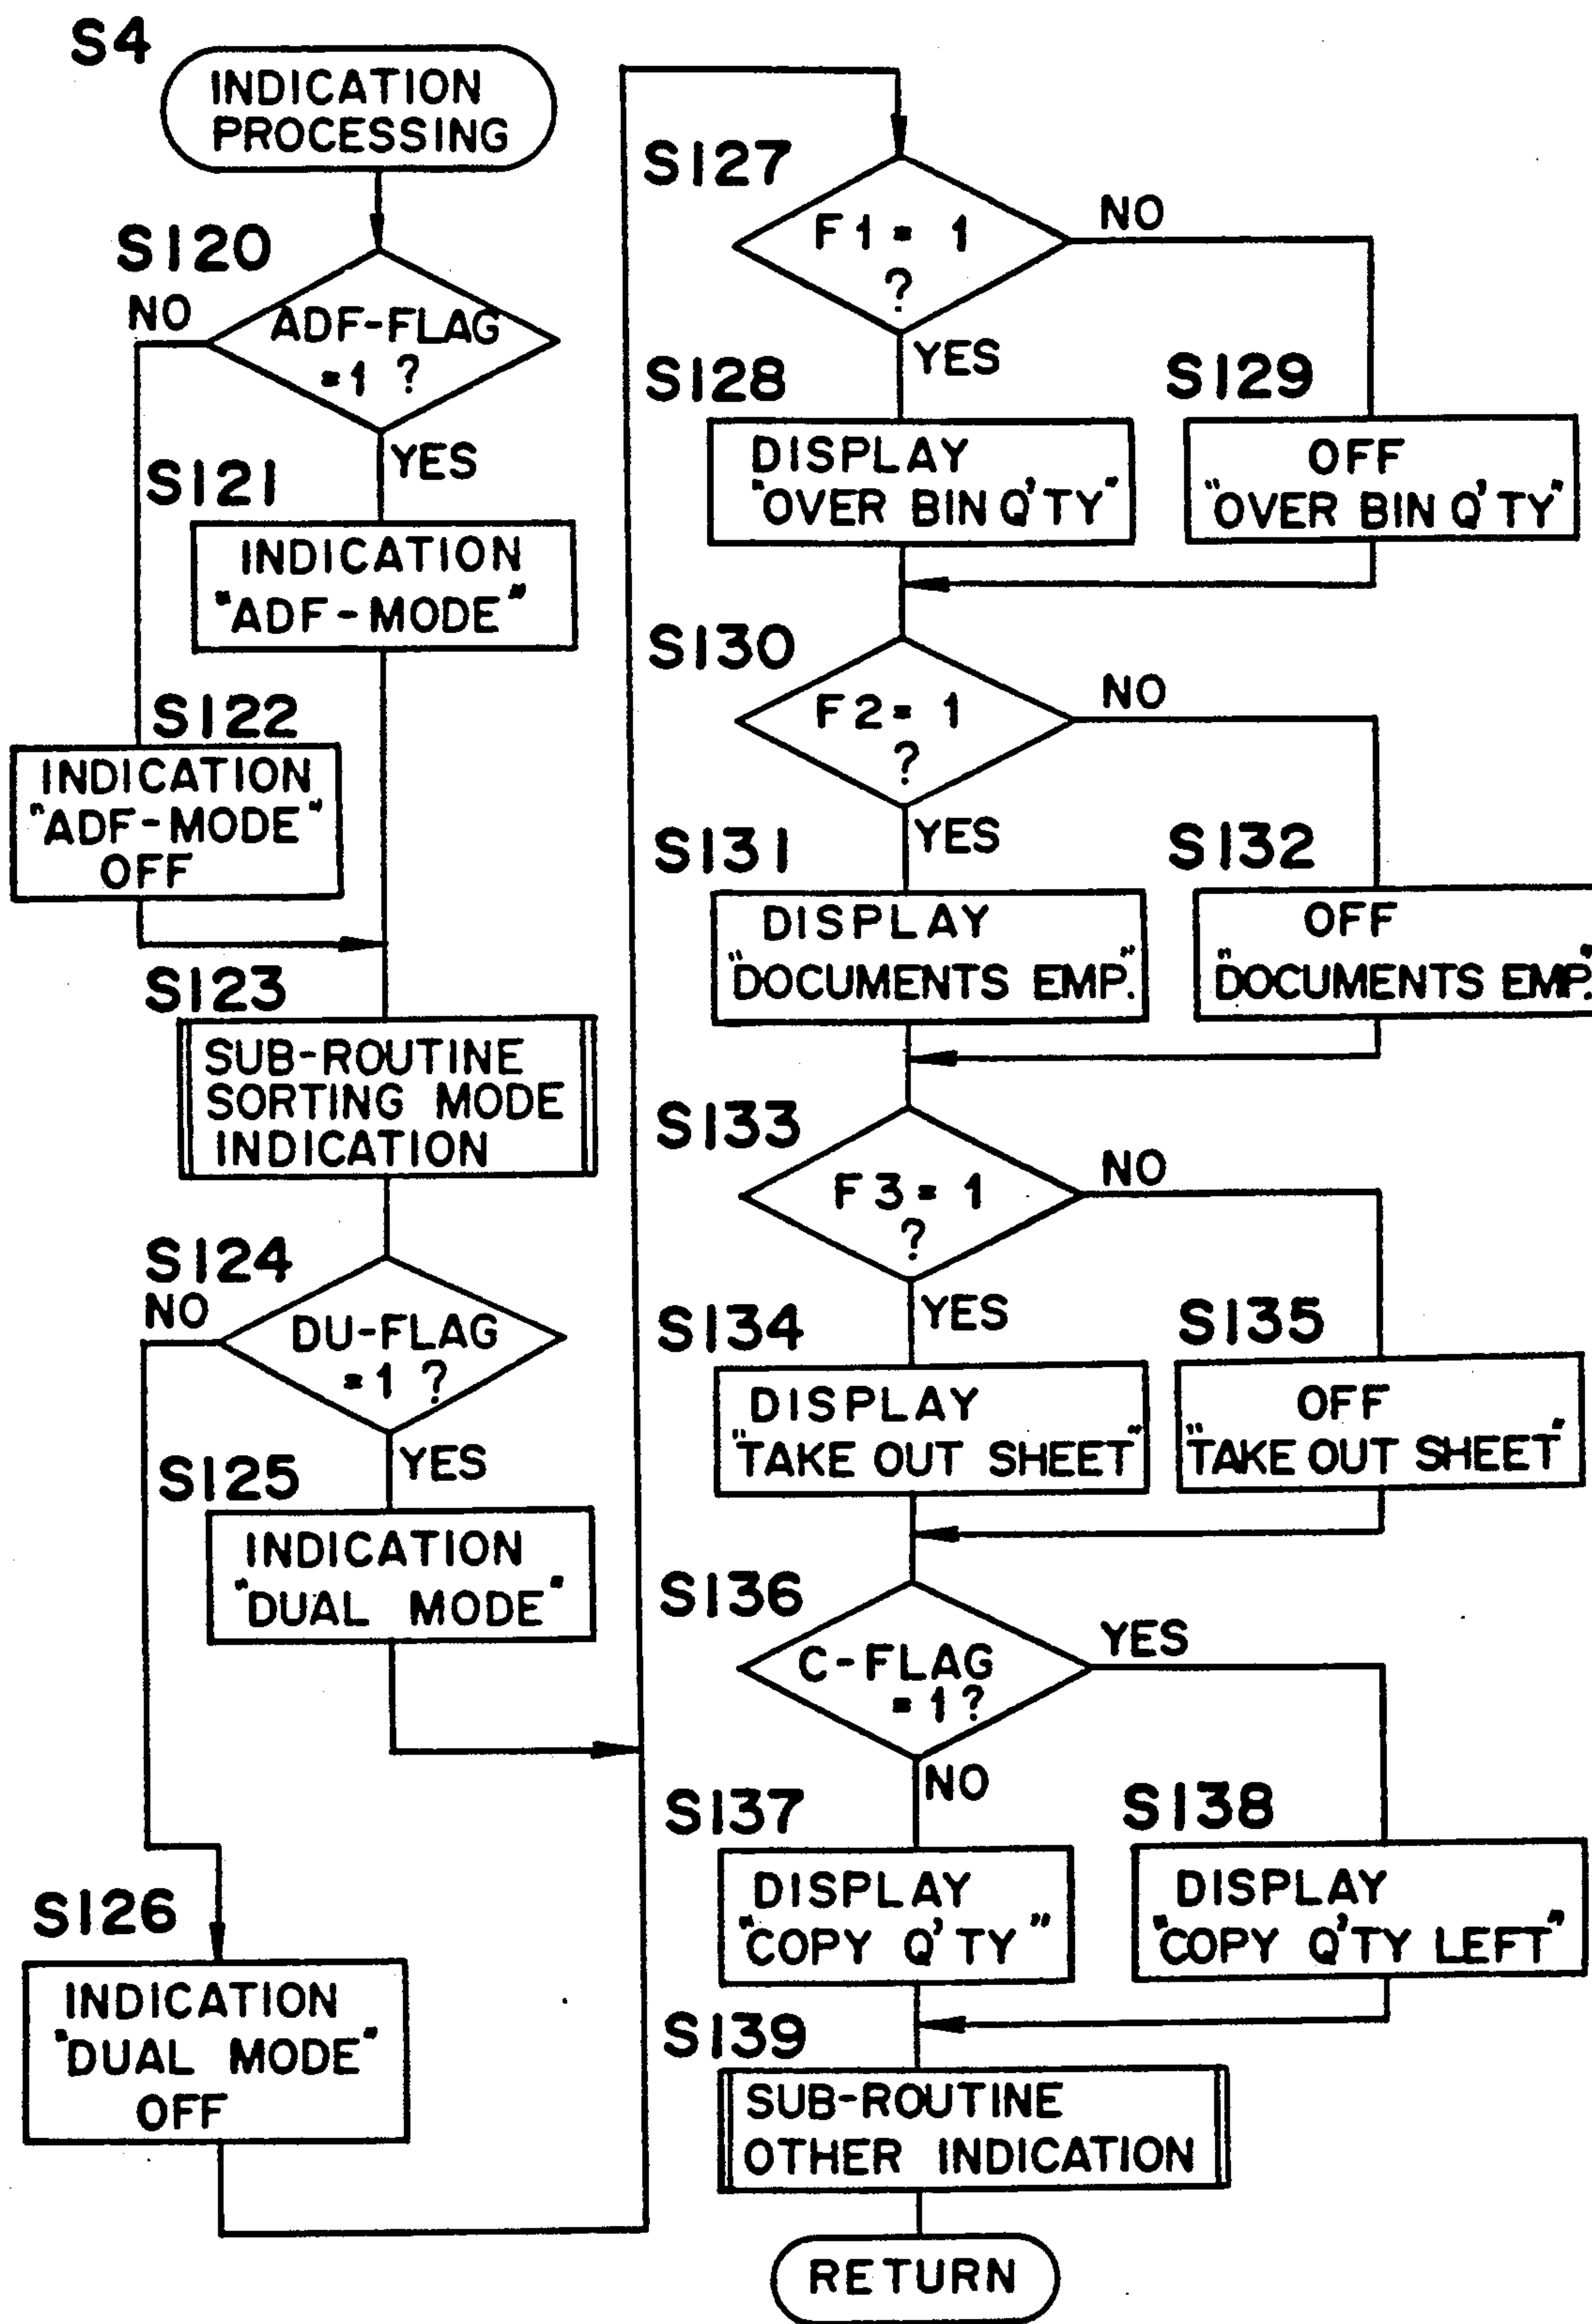 S4
INDICATION
PROCESSING
S120
NO
ADF-FLAG
=1 ?
YES
S121
INDICATION
"ADF-MODE"
S122
INDICATION
"ADF-MODE"
OFF
S123
SUB-ROUTINE
SORTING MODE
INDICATION
S124
NO
DU-FLAG
=1 ?
YES
S125
INDICATION
"DUAL MODE"
S126
INDICATION
"DUAL MODE"
OFF
S127
F1= 1
?
NO
YES
S128
DISPLAY
"OVER BIN Q'TY"
S129
OFF
"OVER BIN Q'TY"
S130
F2= 1
?
NO
YES
S131
DISPLAY
"DOCUMENTS EMP."
S132
OFF
"DOCUMENTS EMP."
S133
F3= 1
?
NO
YES
S134
DISPLAY
"TAKE OUT SHEET"
S135
OFF
"TAKE OUT SHEET"
S136
C-FLAG
=1?
YES
NO
S137
DISPLAY
"COPY Q'TY"
S138
DISPLAY
"COPY Q'TY LEFT"
S139
SUB-ROUTINE
OTHER INDICATION
RETURN